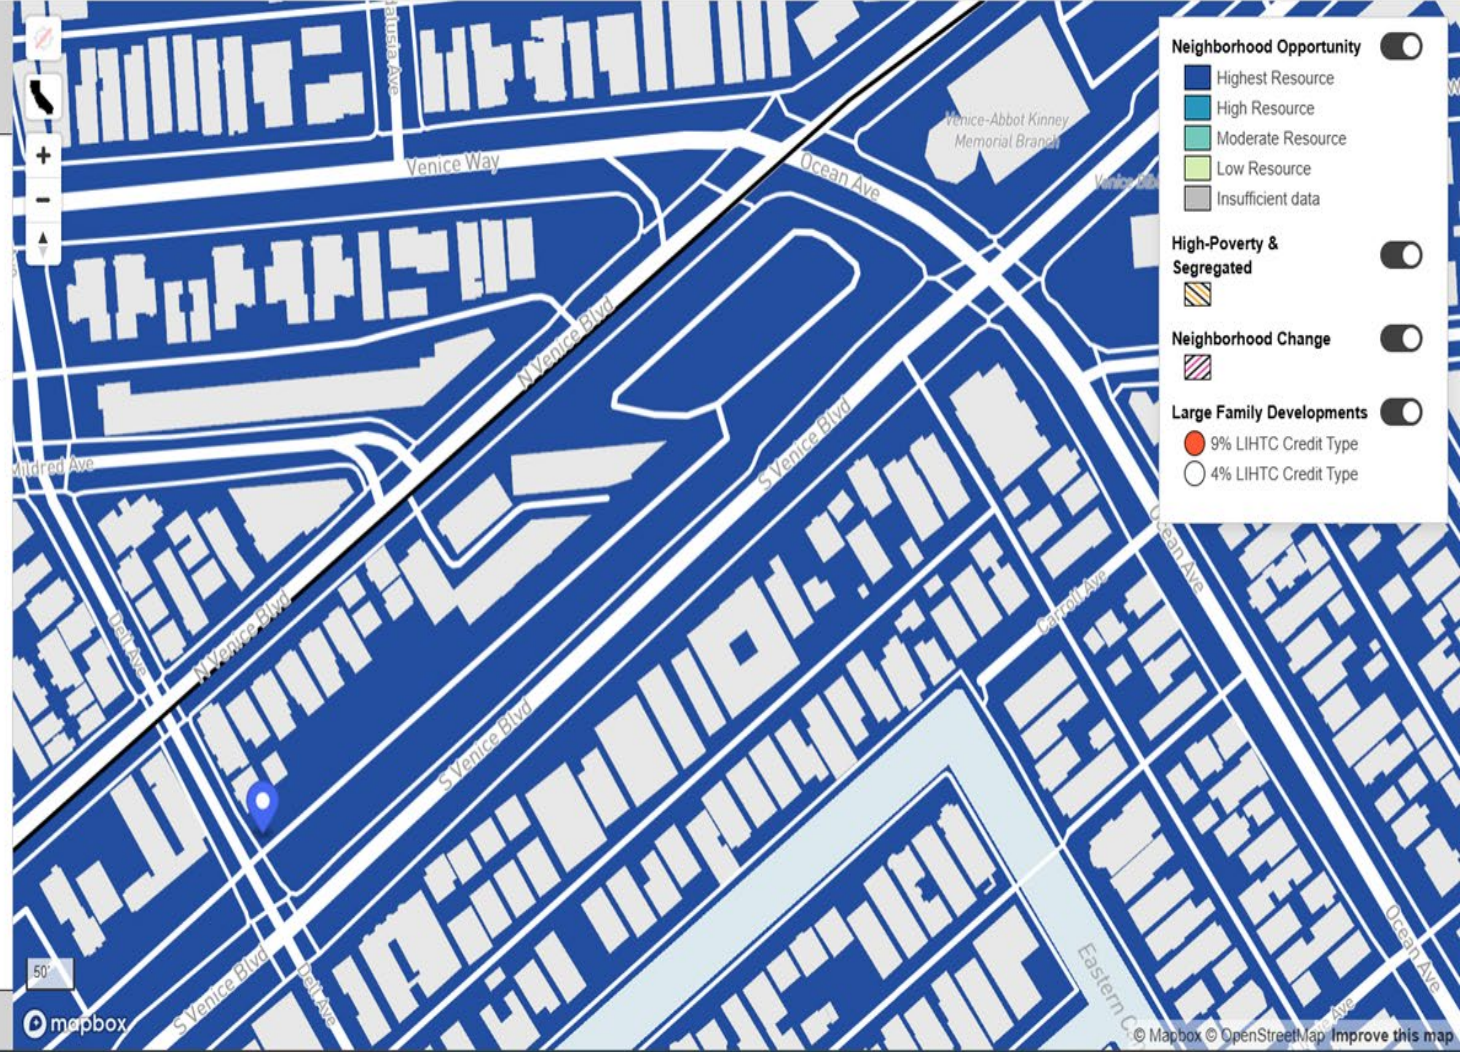 Neighborhood Opportunity
Highest Resource
High Resource
Moderate Resource
Low Resource
Insufficient data
High-Poverty &
Segregated
Neighborhood Change
Large Family Developments
9% LIHTC Credit Type
4% LIHTC Credit Type
+
−
Venice Way
Venice-Abbot Kinney
Memorial Branch
Ocean Ave
N Venice Blvd
S Venice Blvd
Mildred Ave
Ocean Ave
Carroll Ave
Dell Ave
N Venice Blvd
S Venice Blvd
Ocean Ave
Eastern
S Venice Blvd
Dell Ave
50'
mapbox
© Mapbox © OpenStreetMap Improve this map